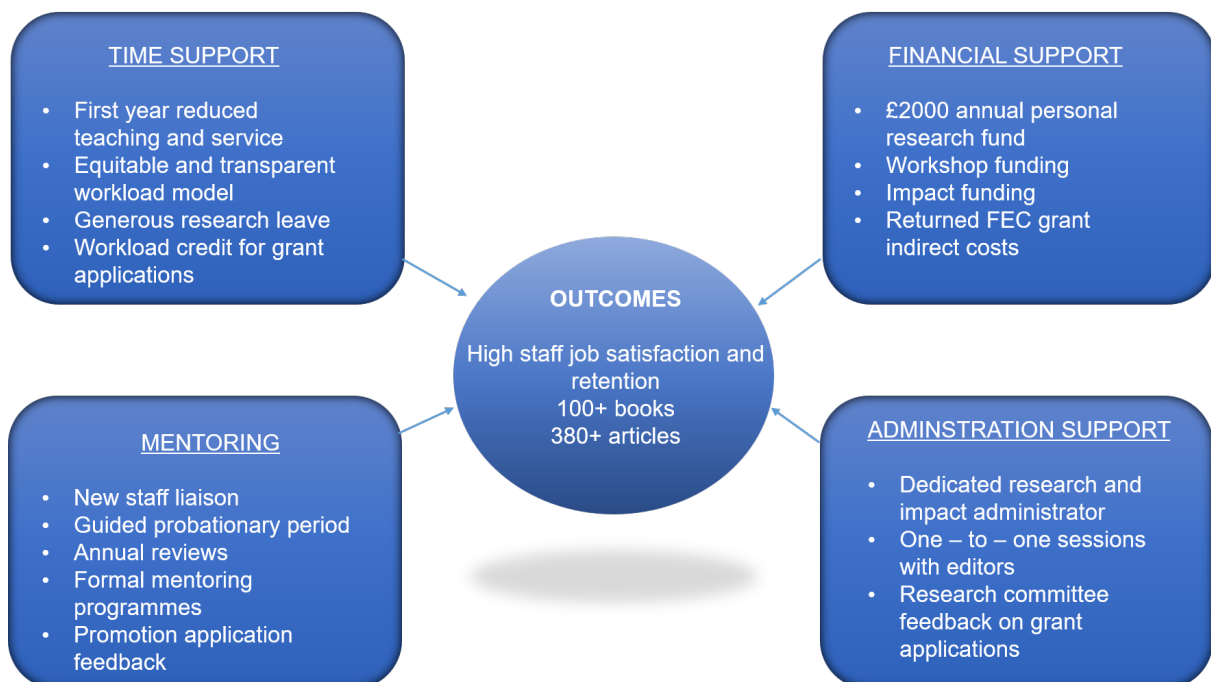 TIME SUPPORT
• First year reduced
teaching and service
• Equitable and transparent
workload model
• Generous research leave
• Workload credit for grant
applications
FINANCIAL SUPPORT
• £2000 annual personal
research fund
• Workshop funding
• Impact funding
• Returned FEC grant
indirect costs
OUTCOMES
High staff job satisfaction and
retention
100+ books
380+ articles
MENTORING
• New staff liaison
• Guided probationary period
• Annual reviews
• Formal mentoring
programmes
• Promotion application
feedback
ADMINSTRATION SUPPORT
• Dedicated research and
impact administrator
• One – to – one sessions
with editors
• Research committee
feedback on grant
applications